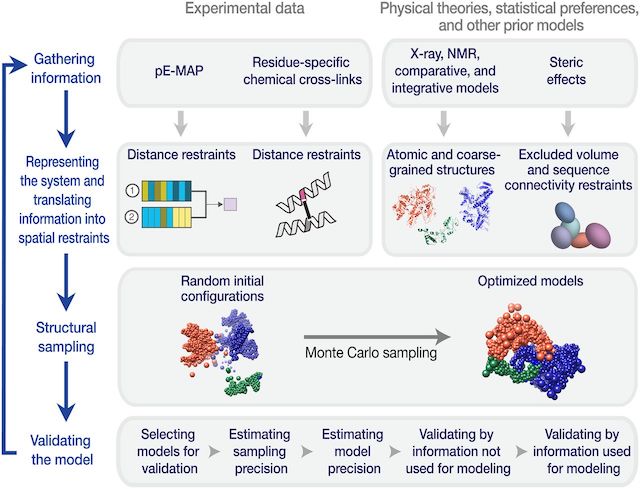 Experimental data
Physical theories, statistical preferences,
and other prior models
Gathering
information
pE-MAP
Residue-specific
chemical cross-links
X-ray, NMR,
comparative, and
integrative models
Steric
effects
Representing
the system and
translating
information into
spatial restraints
Distance restraints
1
2
Distance restraints
Atomic and coarse-
grained structures
Excluded volume
and sequence
connectivity restraints
Structural
sampling
Random initial
configurations
Monte Carlo sampling
Optimized models
Validating
the model
Selecting
models for
validation
Estimating
sampling
precision
Estimating
model
precision
Validating by
information not
used for modeling
Validating by
information used
for modeling